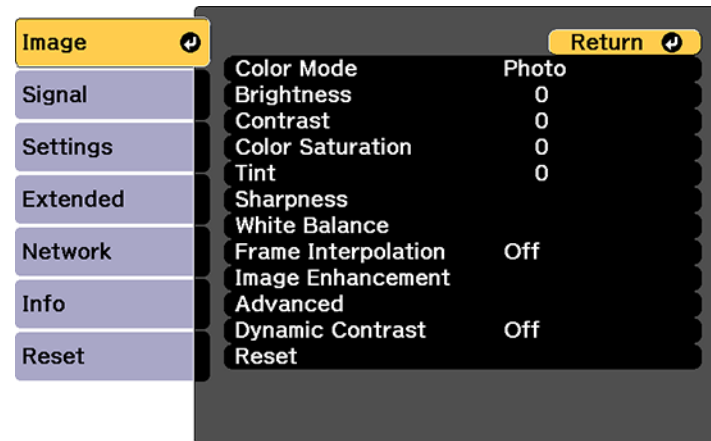 Image
Signal
Settings
Extended
Network
Info
Reset
Return
Color Mode Photo
Brightness 0
Contrast 0
Color Saturation 0
Tint 0
Sharpness
White Balance
Frame Interpolation Off
Image Enhancement
Advanced
Dynamic Contrast Off
Reset